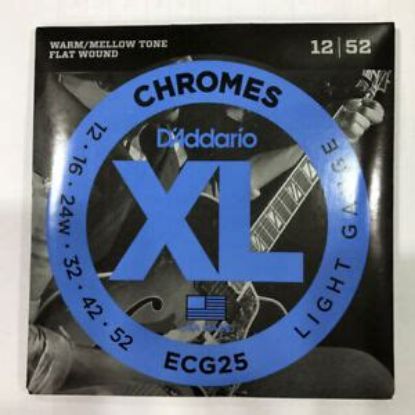 WARM/MELLOW TONE
FLAT WOUND
12 | 52
CHROMES
D'Addario
XL
12 • 16 • 24W • 32 • 42 • 52
LIGHT GAUGE
ECG25